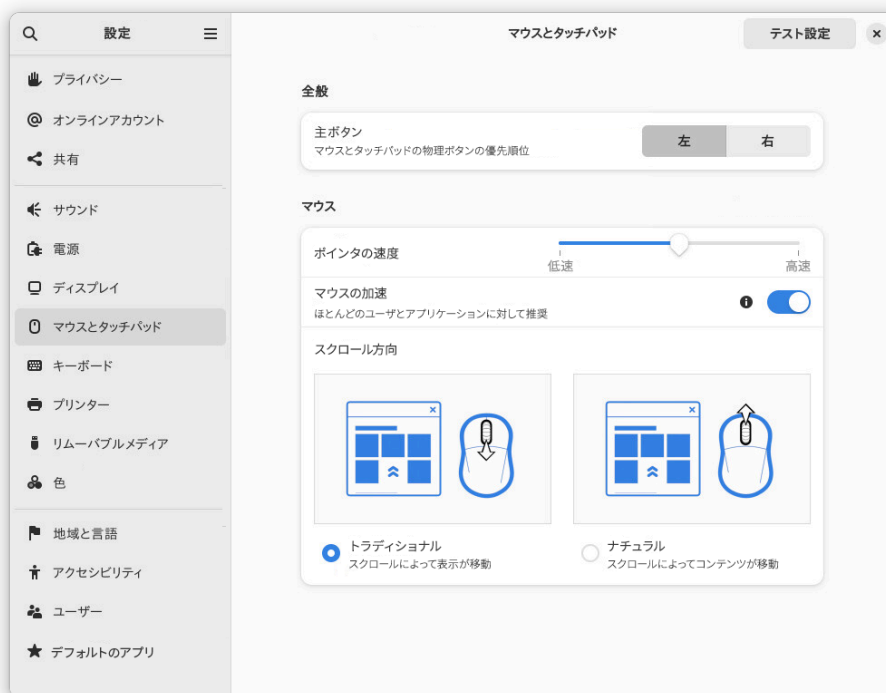 設定
マウスとタッチパッド
テスト設定
プライバシー
オンラインアカウント
共有
サウンド
電源
ディスプレイ
マウスとタッチパッド
キーボード
プリンター
リムーバブルメディア
色
地域と言語
アクセシビリティ
ユーザー
デフォルトのアプリ
全般
主ボタン
マウスとタッチパッドの物理ボタンの優先順位
左
右
マウス
ポインタの速度
低速
高速
マウスの加速
ほとんどのユーザとアプリケーションに対して推奨
スクロール方向
トラディショナル
スクロールによって表示が移動
ナチュラル
スクロールによってコンテンツが移動